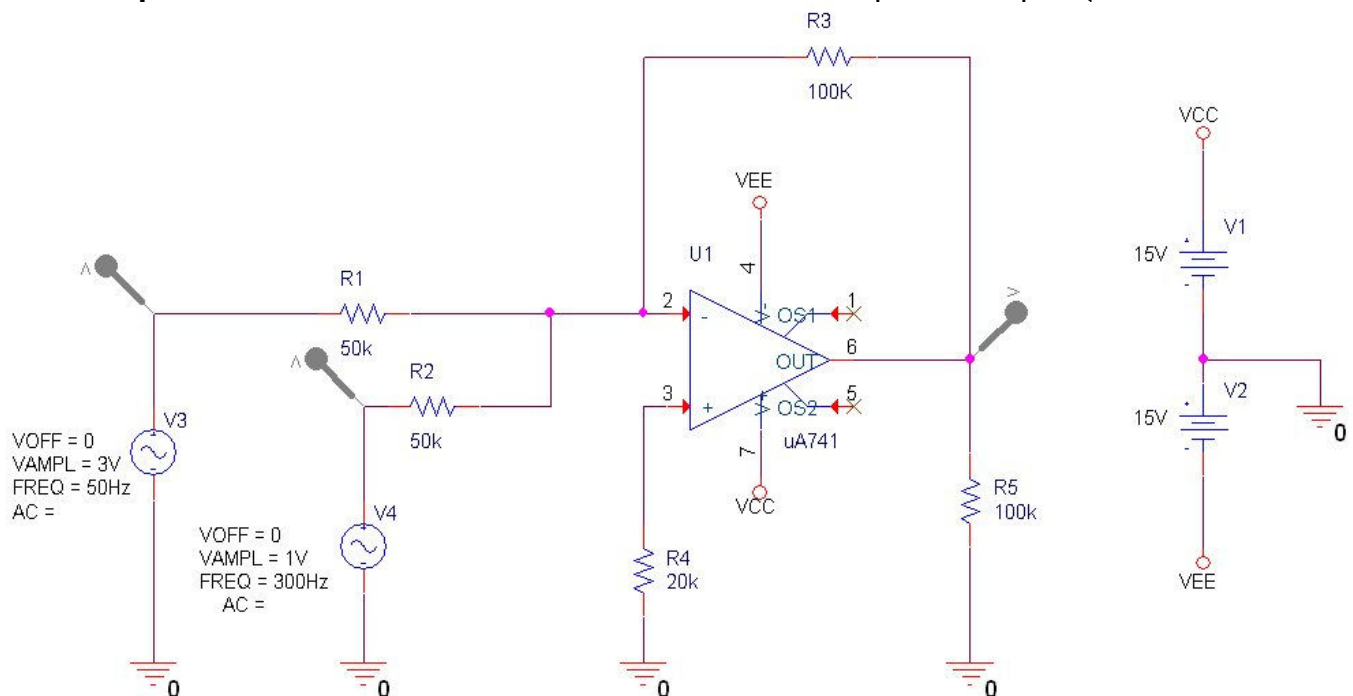 R3
100K
VCC
VEE
4
U1
V1
15V
R1
2
-
V-
OS1
1
50k
6
OUT
R2
V2
3
+
V+
OS2
5
50k
uA741
15V
0
V3
VOFF = 0
VAMPL = 3V
FREQ = 50Hz
AC =
7
VCC
R5
100k
V4
VOFF = 0
VAMPL = 1V
FREQ = 300Hz
AC =
R4
20k
VEE
0
0
0
0